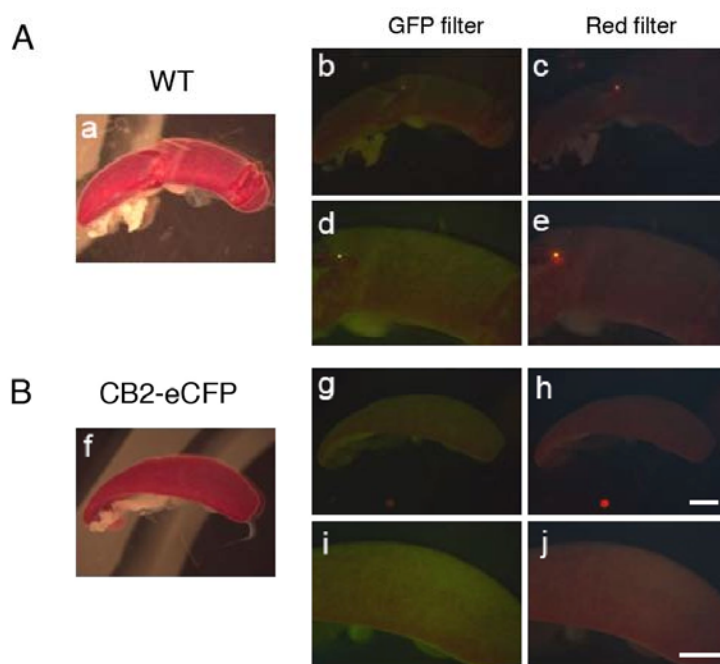 GFP filter Red filter
A
WT
a
b c
d e
B
CB2-eCFP
f
g h
i j